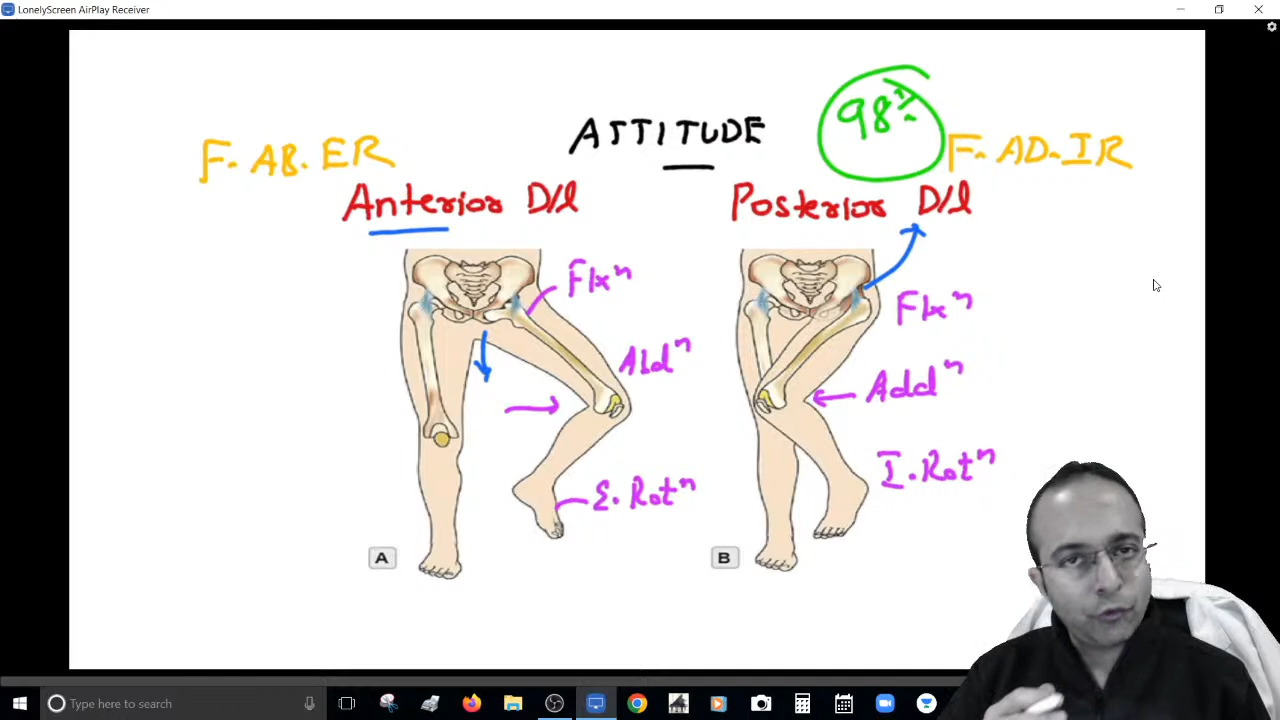 LonelyScreen AirPlay Receiver
ATTITUDE
F. AB. ER
F. AD. IR
Anterior D/l
Posterior D/l
Flxⁿ
Abdⁿ
E. Rotⁿ
A
Flxⁿ
Addⁿ
I. Rotⁿ
B
Type here to search